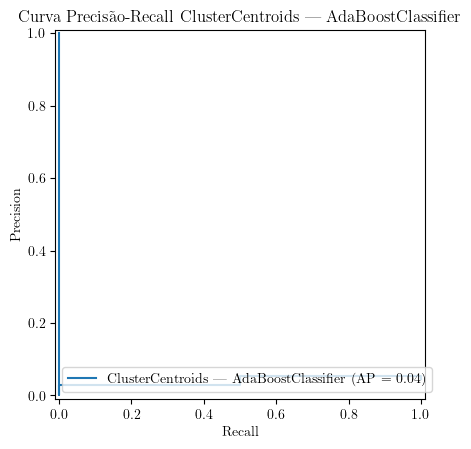 Curva Precisão-Recall ClusterCentroids — AdaBoostClassifier
1.0
0.8
0.6
0.4
0.2
0.0
Precision
ClusterCentroids — AdaBoostClassifier (AP = 0.04)
0.0 0.2 0.4 0.6 0.8 1.0
Recall